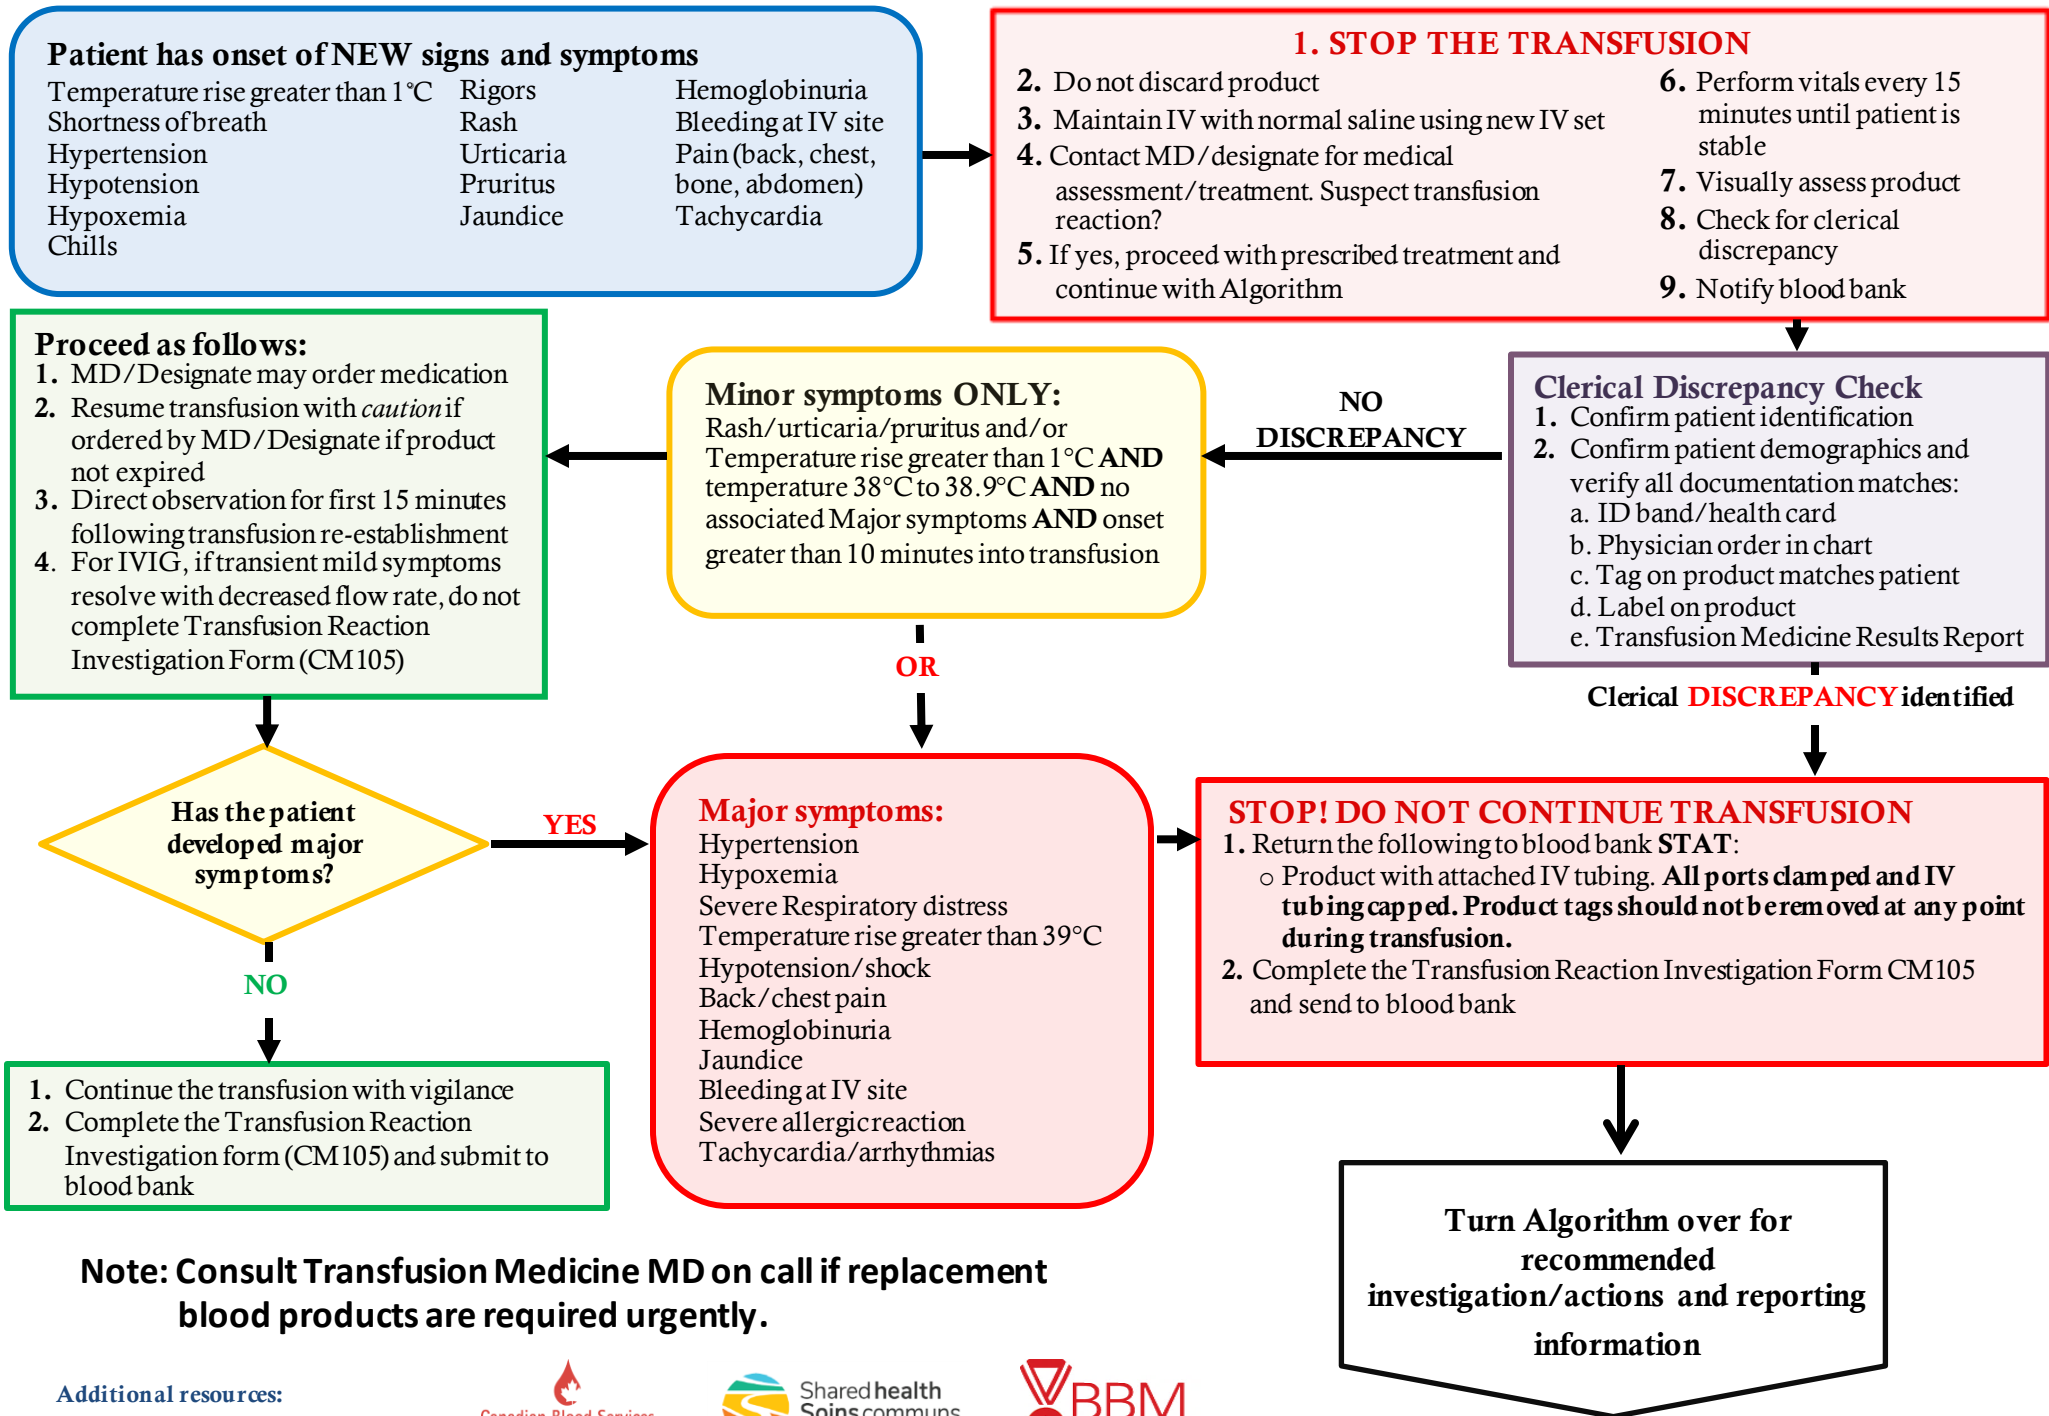 Patient has onset of NEW signs and symptoms
Temperature rise greater than 1°C
Shortness of breath
Hypertension
Hypotension
Hypoxemia
Chills
Rigors
Rash
Urticaria
Pruritus
Jaundice
Hemoglobinuria
Bleeding at IV site
Pain (back, chest,
bone, abdomen)
Tachycardia
1. STOP THE TRANSFUSION
2. Do not discard product
3. Maintain IV with normal saline using new IV set
4. Contact MD/designate for medical
assessment/treatment. Suspect transfusion
reaction?
5. If yes, proceed with prescribed treatment and
continue with Algorithm
6. Perform vitals every 15
minutes until patient is
stable
7. Visually assess product
8. Check for clerical
discrepancy
9. Notify blood bank
Clerical Discrepancy Check
1. Confirm patient identification
2. Confirm patient demographics and
verify all documentation matches:
a. ID band/health card
b. Physician order in chart
c. Tag on product matches patient
d. Label on product
e. Transfusion Medicine Results Report
NO
DISCREPANCY
Minor symptoms ONLY:
Rash/urticaria/pruritus and/or
Temperature rise greater than 1°C AND
temperature 38°C to 38.9°C AND no
associated Major symptoms AND onset
greater than 10 minutes into transfusion
Proceed as follows:
1. MD/Designate may order medication
2. Resume transfusion with caution if
ordered by MD/Designate if product
not expired
3. Direct observation for first 15 minutes
following transfusion re-establishment
4. For IVIG, if transient mild symptoms
resolve with decreased flow rate, do not
complete Transfusion Reaction
Investigation Form (CM105)
OR
Clerical DISCREPANCY identified
Has the patient
developed major
symptoms?
YES
NO
1. Continue the transfusion with vigilance
2. Complete the Transfusion Reaction
Investigation form (CM105) and submit to
blood bank
Major symptoms:
Hypertension
Hypoxemia
Severe Respiratory distress
Temperature rise greater than 39°C
Hypotension/shock
Back/chest pain
Hemoglobinuria
Jaundice
Bleeding at IV site
Severe allergic reaction
Tachycardia/arrhythmias
STOP! DO NOT CONTINUE TRANSFUSION
1. Return the following to blood bank STAT:
o Product with attached IV tubing. All ports clamped and IV
tubing capped. Product tags should not be removed at any point
during transfusion.
2. Complete the Transfusion Reaction Investigation Form CM105
and send to blood bank
Turn Algorithm over for
recommended
investigation/actions and reporting
information
Note: Consult Transfusion Medicine MD on call if replacement
blood products are required urgently.
Additional resources:
Canadian Blood Services
Shared health
Soins communs
BBM